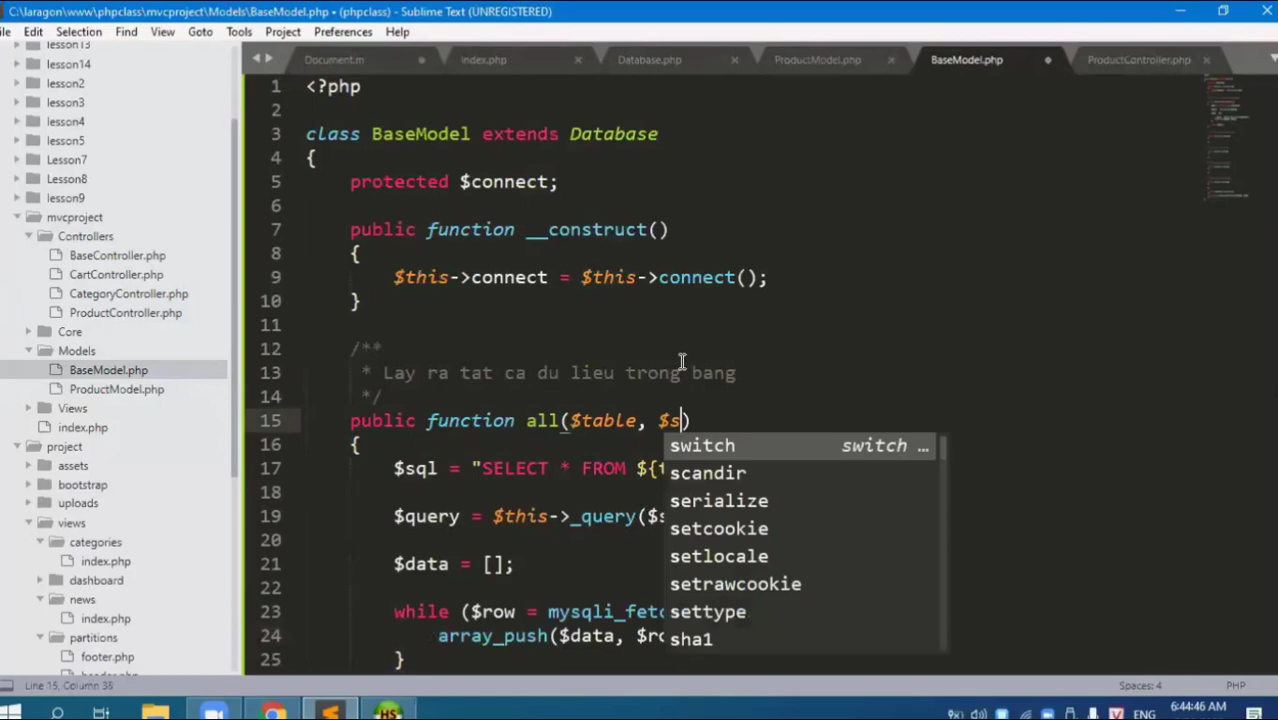 C:\laragon\www\phpclass\mvcproject\Models\BaseModel.php • (phpclass) - Sublime Text (UNREGISTERED)
Edit Selection Find View Goto Tools Project Preferences Help
lesson13
lesson14
lesson2
lesson3
lesson4
lesson5
Lesson7
Lesson8
lesson9
mvcproject
Controllers
BaseController.php
CartController.php
CategoryController.php
ProductController.php
Core
Models
BaseModel.php
ProductModel.php
Views
index.php
project
assets
bootstrap
uploads
views
categories
index.php
dashboard
news
index.php
partitions
footer.php
Document.m index.php Database.php ProductModel.php BaseModel.php ProductController.php
1 <?php
2
3 class BaseModel extends Database
4 {
5 protected $connect;
6
7 public function __construct()
8 {
9 $this->connect = $this->connect();
10 }
11
12 /**
13 * Lay ra tat ca du lieu trong bang
14 */
15 public function all($table, $s)
16 {
17 $sql = "SELECT * FROM ${
18
19 $query = $this->_query($s
20
21 $data = [];
22
23 while ($row = mysqli_fetc
24 array_push($data, $ro
25 }
switch switch …
scandir
serialize
setcookie
setlocale
setrawcookie
settype
sha1
Line 15, Column 38 Spaces: 4 PHP
HS ENG 6:44:46 AM